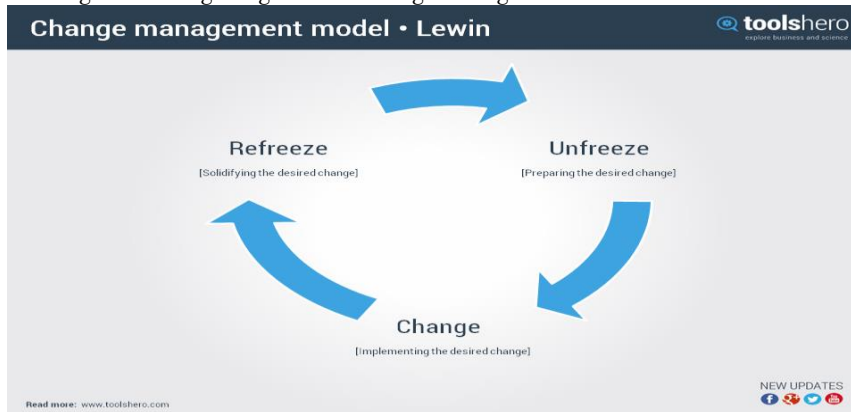 Change management model • Lewin
toolshero
explore business and science
Refreeze
[Solidifying the desired change]
Unfreeze
[Preparing the desired change]
Change
[Implementing the desired change]
NEW UPDATES
Read more: www.toolshero.com